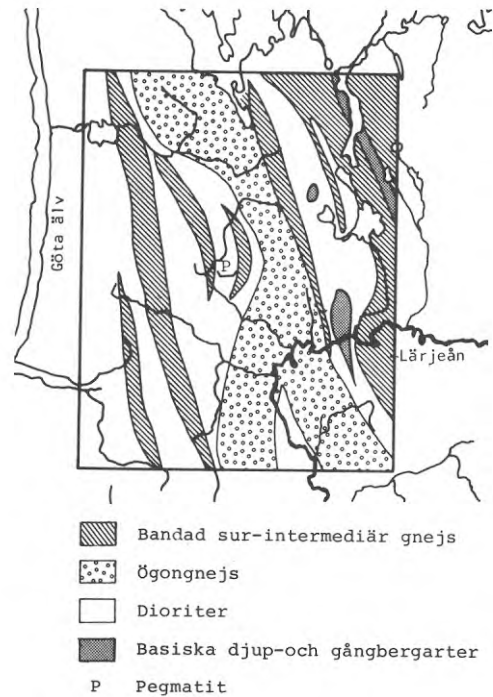 Göta älv
P
Lärjeån
Bandad sur-intermediär gnejs
Ögongnejs
Dioriter
Basiska djup-och gångbergarter
P Pegmatit